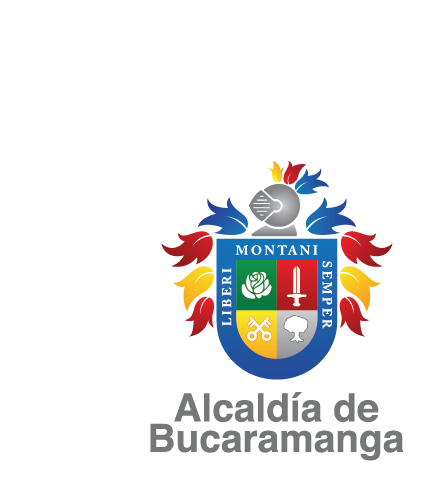 MONTANI
LIBERI
SEMPER
Alcaldía de
Bucaramanga